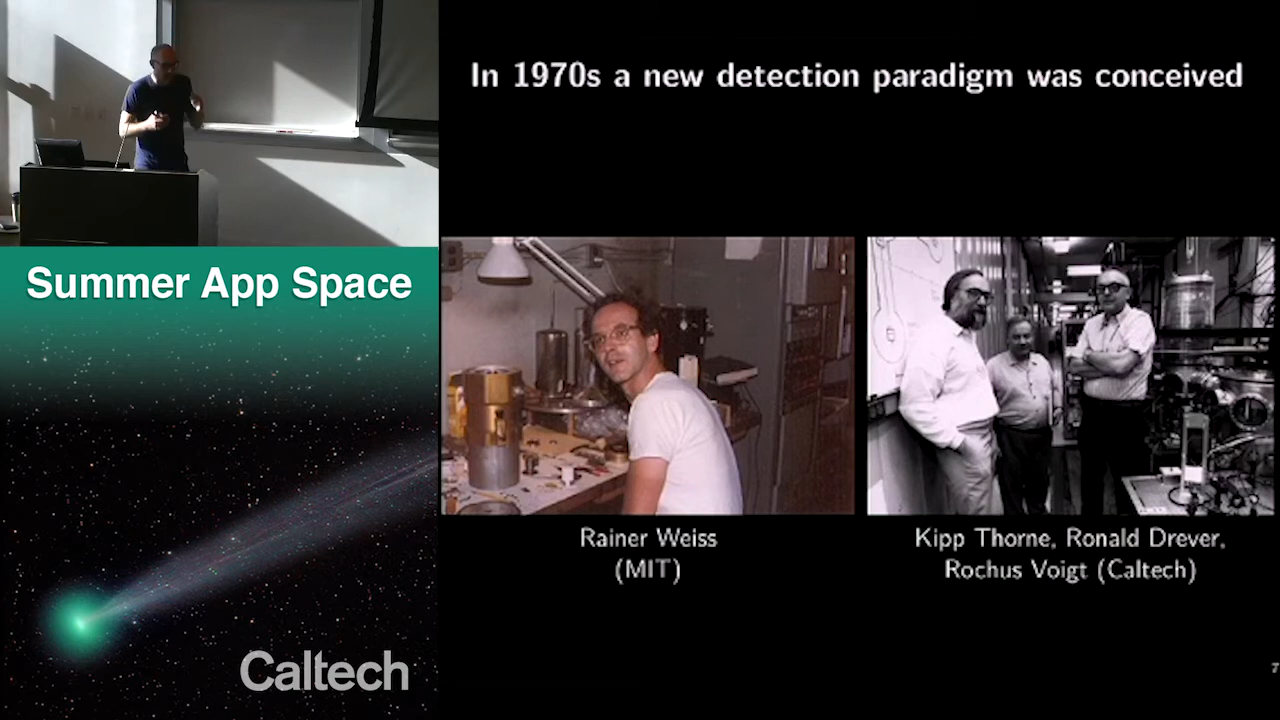 In 1970s a new detection paradigm was conceived
Summer App Space
Rainer Weiss
(MIT)
Kipp Thorne, Ronald Drever,
Rochus Voigt (Caltech)
Caltech
7